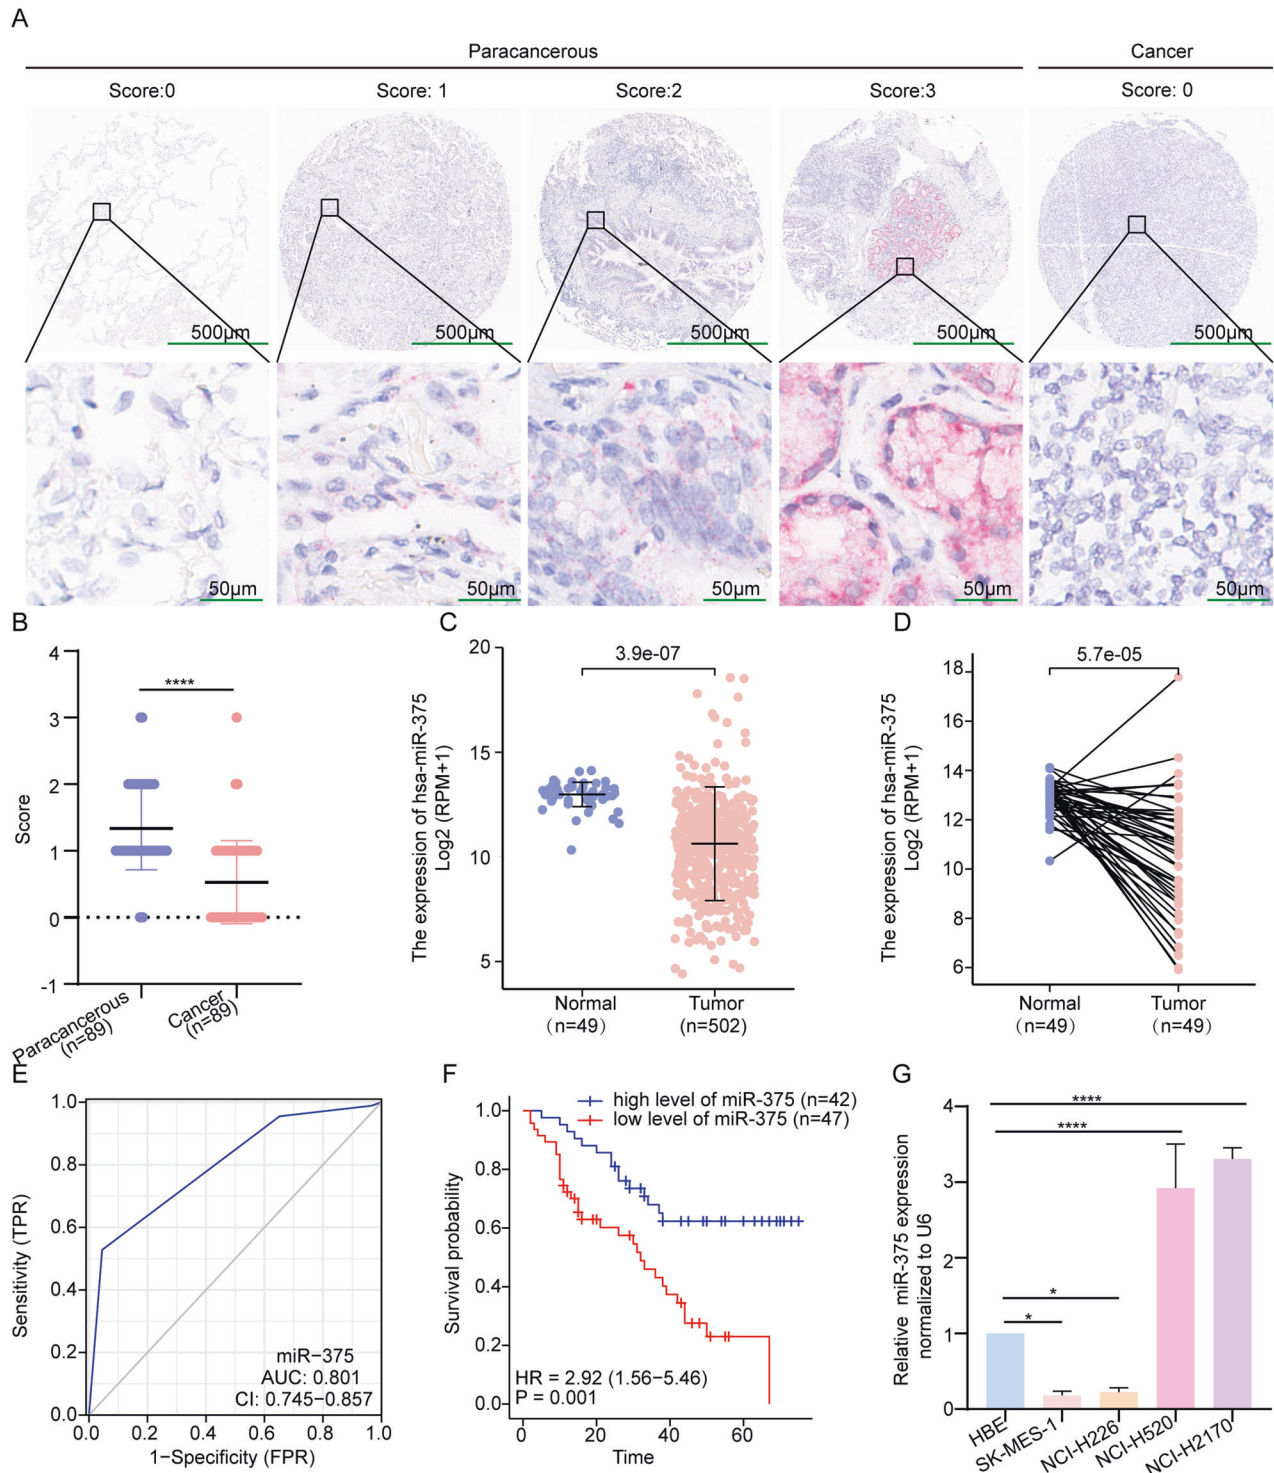 A
Paracancerous
Cancer
Score:0
Score: 1
Score:2
Score:3
Score: 0
500µm
500µm
500µm
500µm
500µm
50µm
50µm
50µm
50µm
50µm
B
4
3
2
1
0
-1
Score
****
Paracancerous
(n=89)
Cancer
(n=89)
C
20
15
10
5
The expression of hsa-miR-375
Log2 (RPM+1)
3.9e-07
Normal
(n=49)
Tumor
(n=502)
D
18
16
14
12
10
8
6
The expression of hsa-miR-375
Log2 (RPM+1)
5.7e-05
Normal
(n=49)
Tumor
(n=49)
E
1.0
0.8
0.6
0.4
0.2
0.0
Sensitivity (TPR)
miR−375
AUC: 0.801
CI: 0.745−0.857
0.0 0.2 0.4 0.6 0.8 1.0
1−Specificity (FPR)
F
high level of miR-375 (n=42)
low level of miR-375 (n=47)
1.0
0.8
0.6
0.4
0.2
0.0
Survival probability
HR = 2.92 (1.56−5.46)
P = 0.001
0 20 40 60
Time
G
4
3
2
1
0
Relative miR-375 expression
normalized to U6
****
****
*
*
HBE
SK-MES-1
NCI-H226
NCI-H520
NCI-H2170